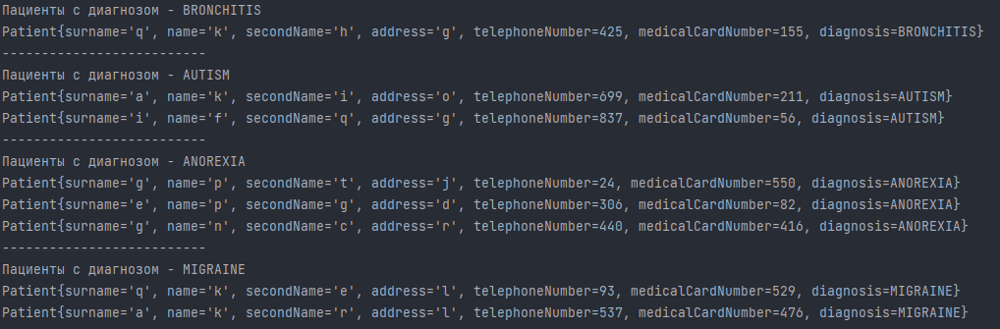 Пациенты с диагнозом - BRONCHITIS
Patient{surname='q', name='k', secondName='h', address='g', telephoneNumber=425, medicalCardNumber=155, diagnosis=BRONCHITIS}
--------------------------
Пациенты с диагнозом - AUTISM
Patient{surname='a', name='k', secondName='i', address='o', telephoneNumber=699, medicalCardNumber=211, diagnosis=AUTISM}
Patient{surname='i', name='f', secondName='q', address='g', telephoneNumber=837, medicalCardNumber=56, diagnosis=AUTISM}
--------------------------
Пациенты с диагнозом - ANOREXIA
Patient{surname='g', name='p', secondName='t', address='j', telephoneNumber=24, medicalCardNumber=550, diagnosis=ANOREXIA}
Patient{surname='e', name='p', secondName='g', address='d', telephoneNumber=306, medicalCardNumber=82, diagnosis=ANOREXIA}
Patient{surname='g', name='n', secondName='c', address='r', telephoneNumber=440, medicalCardNumber=416, diagnosis=ANOREXIA}
--------------------------
Пациенты с диагнозом - MIGRAINE
Patient{surname='q', name='k', secondName='e', address='l', telephoneNumber=93, medicalCardNumber=529, diagnosis=MIGRAINE}
Patient{surname='a', name='k', secondName='r', address='l', telephoneNumber=537, medicalCardNumber=476, diagnosis=MIGRAINE}